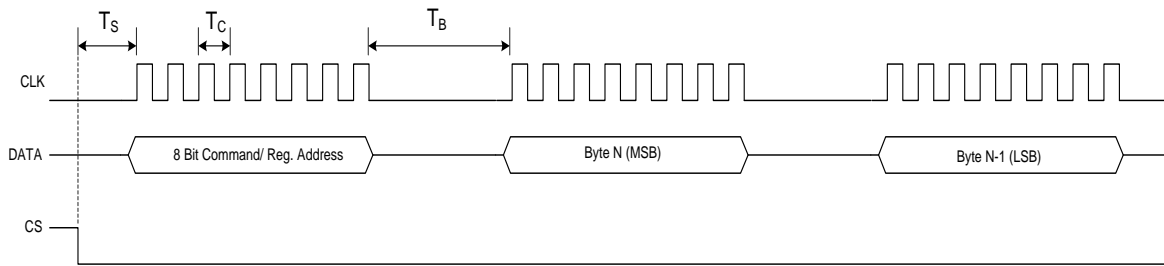 TS TC TB
CLK
DATA 8 Bit Command/ Reg. Address Byte N (MSB) Byte N-1 (LSB)
CS